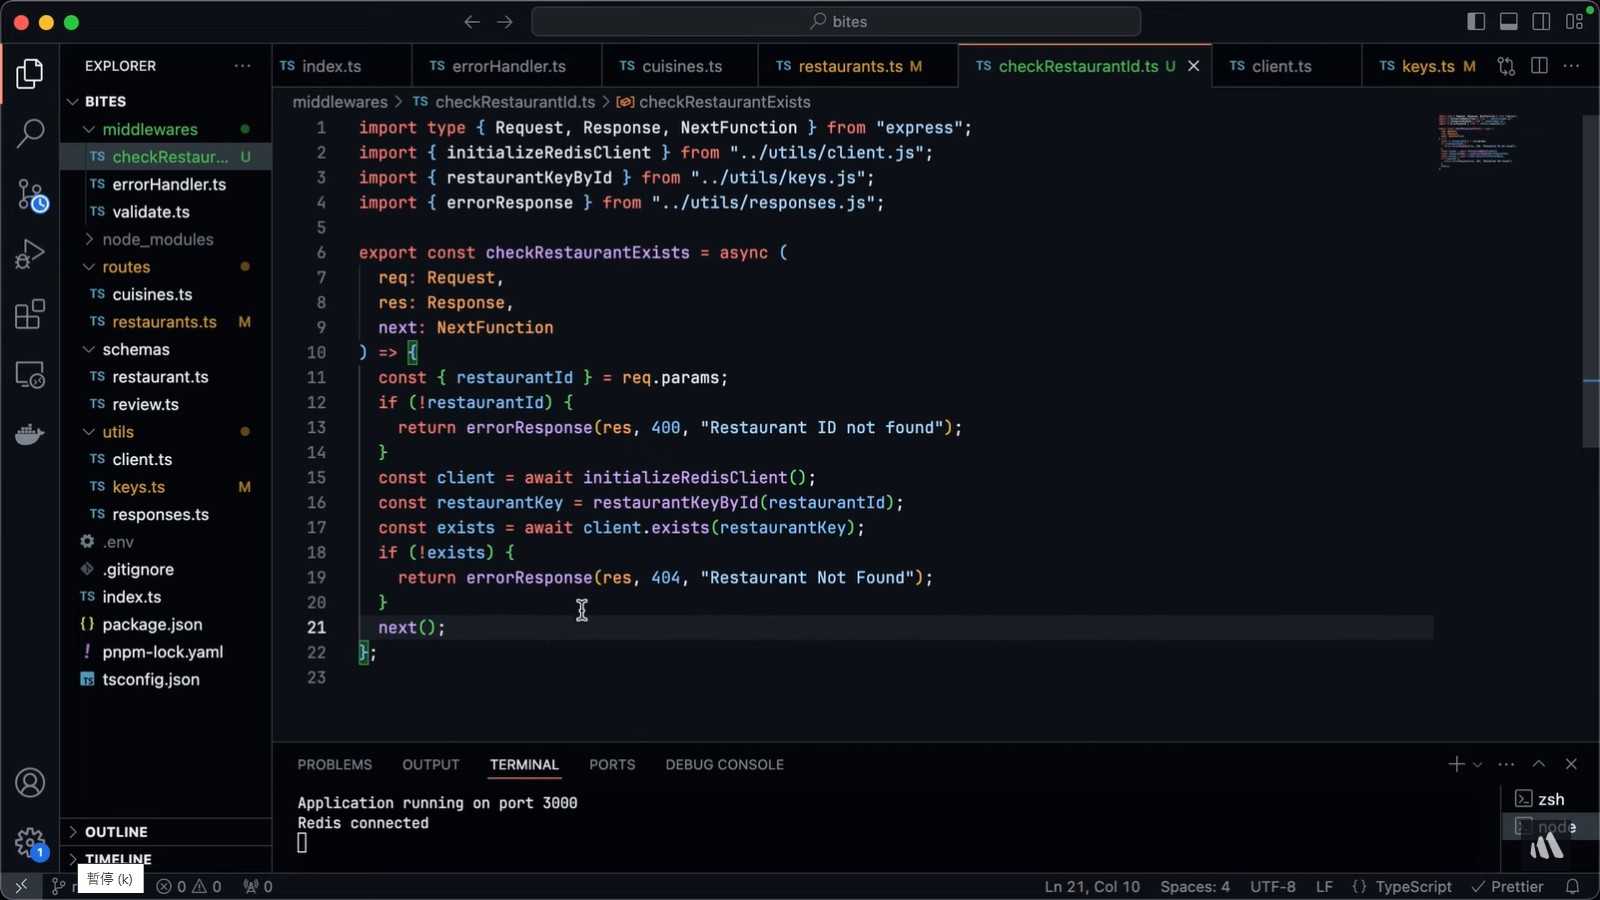 bites
EXPLORER
BITES
middlewares
TS checkRestaur... U
TS errorHandler.ts
TS validate.ts
node_modules
routes
TS cuisines.ts
TS restaurants.ts M
schemas
TS restaurant.ts
TS review.ts
utils
TS client.ts
TS keys.ts M
TS responses.ts
.env
.gitignore
TS index.ts
{} package.json
! pnpm-lock.yaml
TS tsconfig.json
OUTLINE
TIMELINE
TS index.ts
TS errorHandler.ts
TS cuisines.ts
TS restaurants.ts M
TS checkRestaurantId.ts U
TS client.ts
TS keys.ts M
middlewares > TS checkRestaurantId.ts > checkRestaurantExists
1 import type { Request, Response, NextFunction } from "express";
2 import { initializeRedisClient } from "../utils/client.js";
3 import { restaurantKeyById } from "../utils/keys.js";
4 import { errorResponse } from "../utils/responses.js";
5
6 export const checkRestaurantExists = async (
7 req: Request,
8 res: Response,
9 next: NextFunction
10 ) => {
11 const { restaurantId } = req.params;
12 if (!restaurantId) {
13 return errorResponse(res, 400, "Restaurant ID not found");
14 }
15 const client = await initializeRedisClient();
16 const restaurantKey = restaurantKeyById(restaurantId);
17 const exists = await client.exists(restaurantKey);
18 if (!exists) {
19 return errorResponse(res, 404, "Restaurant Not Found");
20 }
21 next();
22 };
23
PROBLEMS OUTPUT TERMINAL PORTS DEBUG CONSOLE
Application running on port 3000
Redis connected
zsh
node
1
暂停 (k)
0 0 0
Ln 21, Col 10 Spaces: 4 UTF-8 LF {} TypeScript Prettier